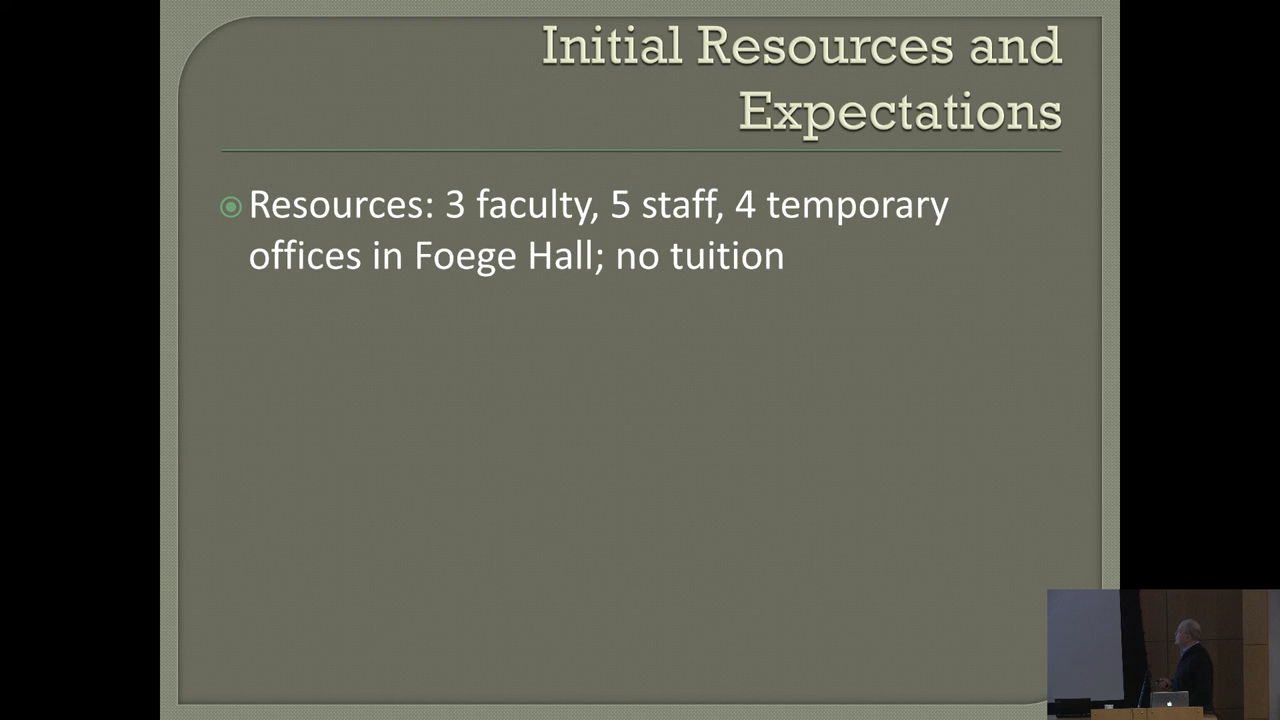 Initial Resources and
Expectations
Resources: 3 faculty, 5 staff, 4 temporary
offices in Foege Hall; no tuition